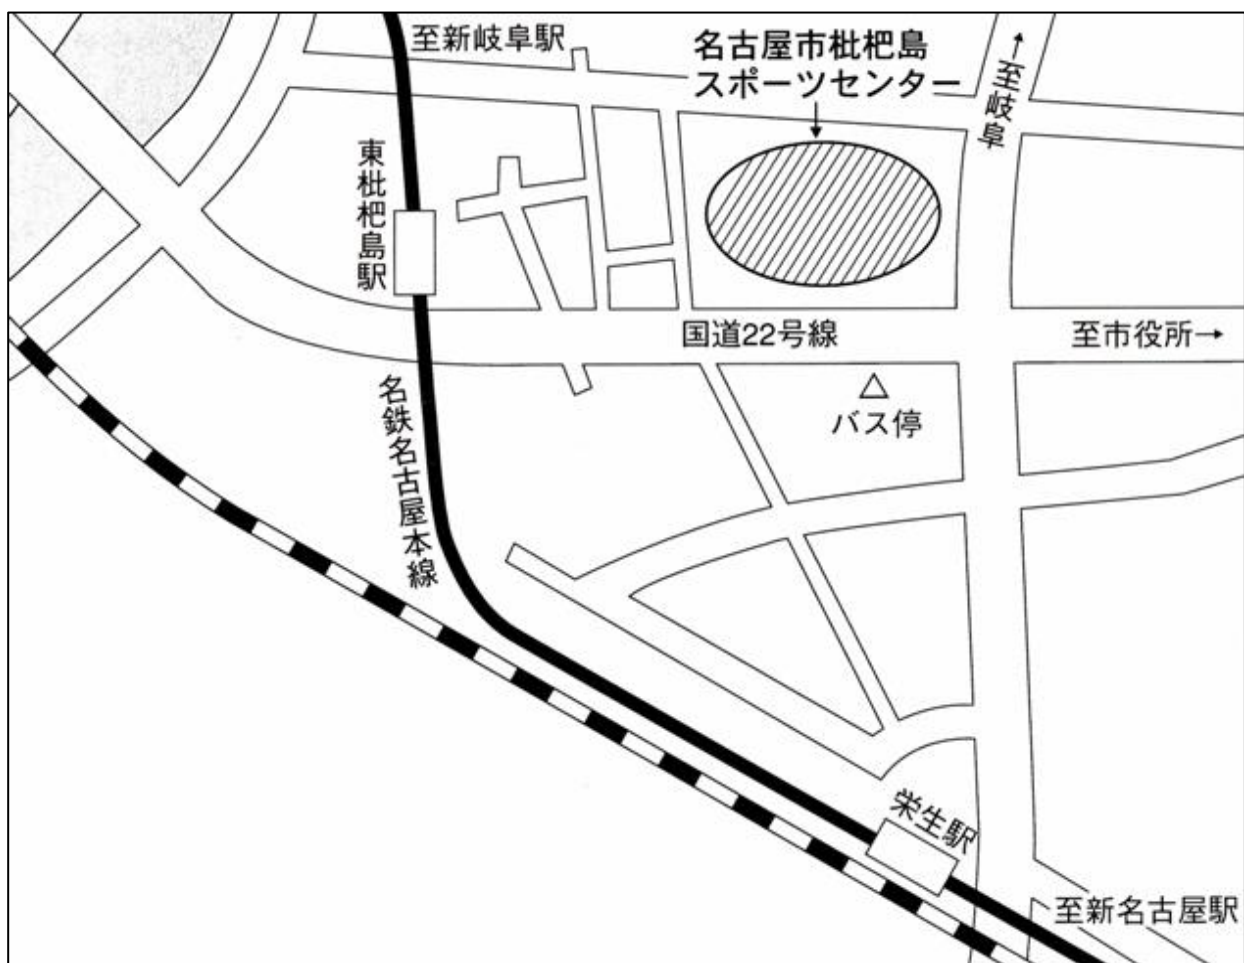 至新岐阜駅
名古屋市枇杷島
スポーツセンター
↑至岐阜
東枇杷島駅
国道22号線
至市役所→
バス停
名鉄名古屋本線
栄生駅
至新名古屋駅